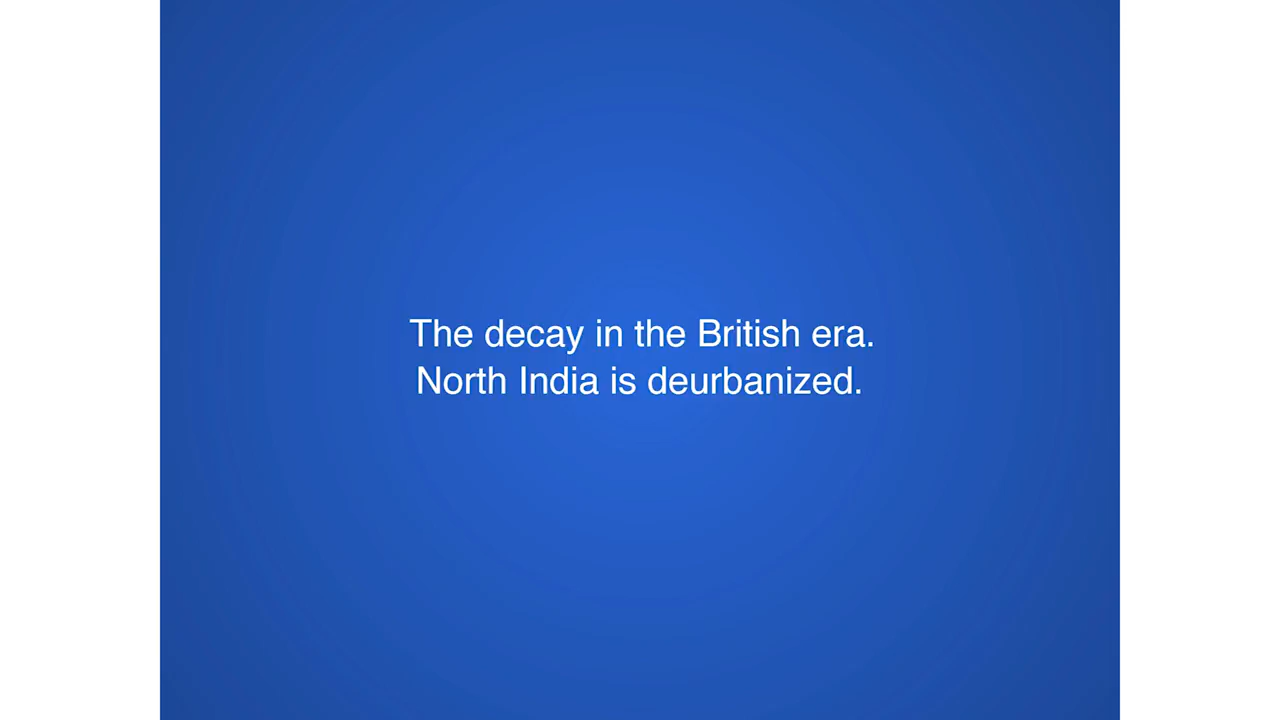 The decay in the British era.
North India is deurbanized.